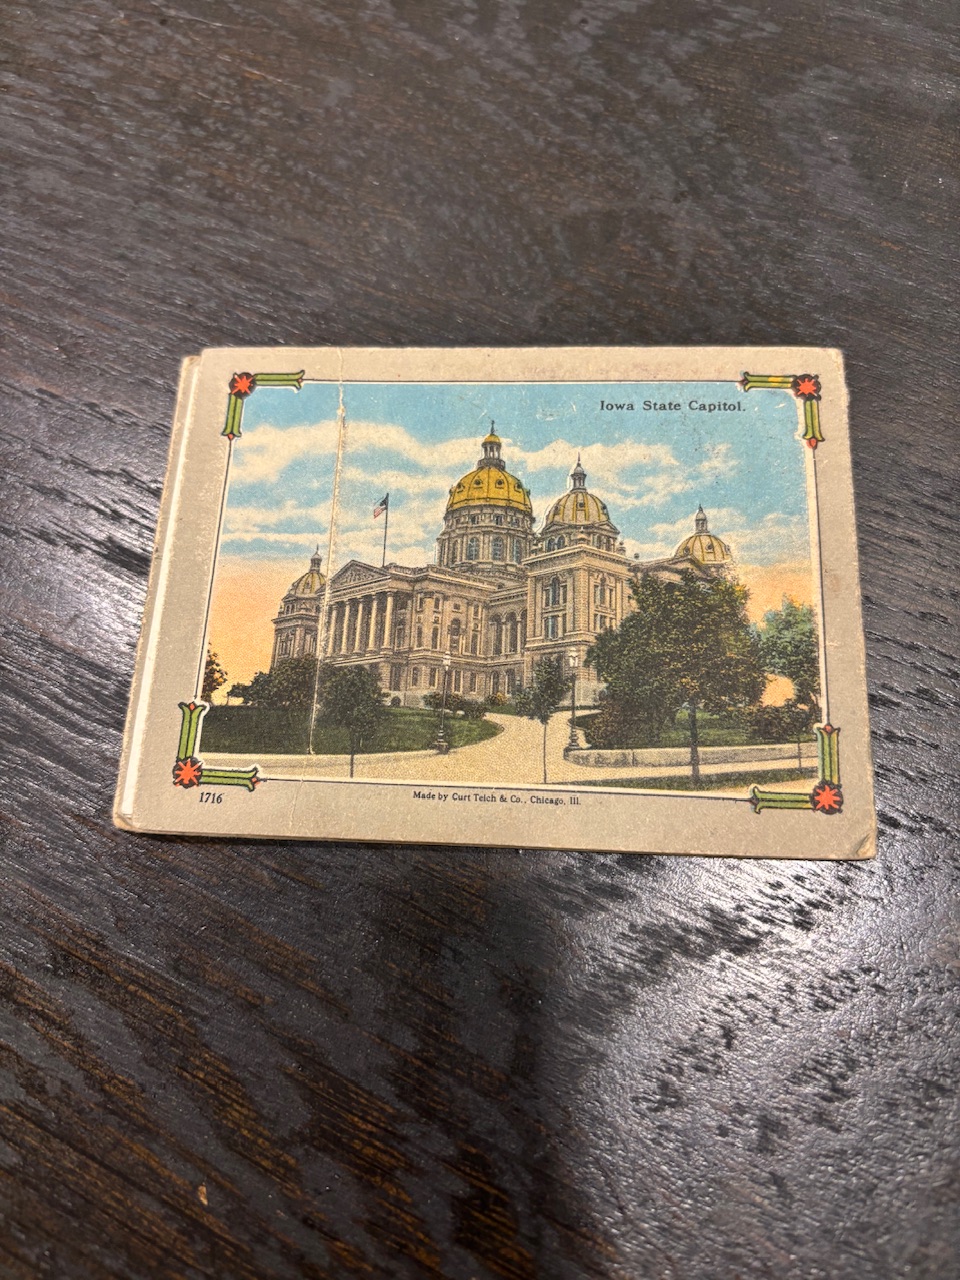 Iowa State Capitol.
1716
Made by Curt Teich & Co., Chicago, Ill.